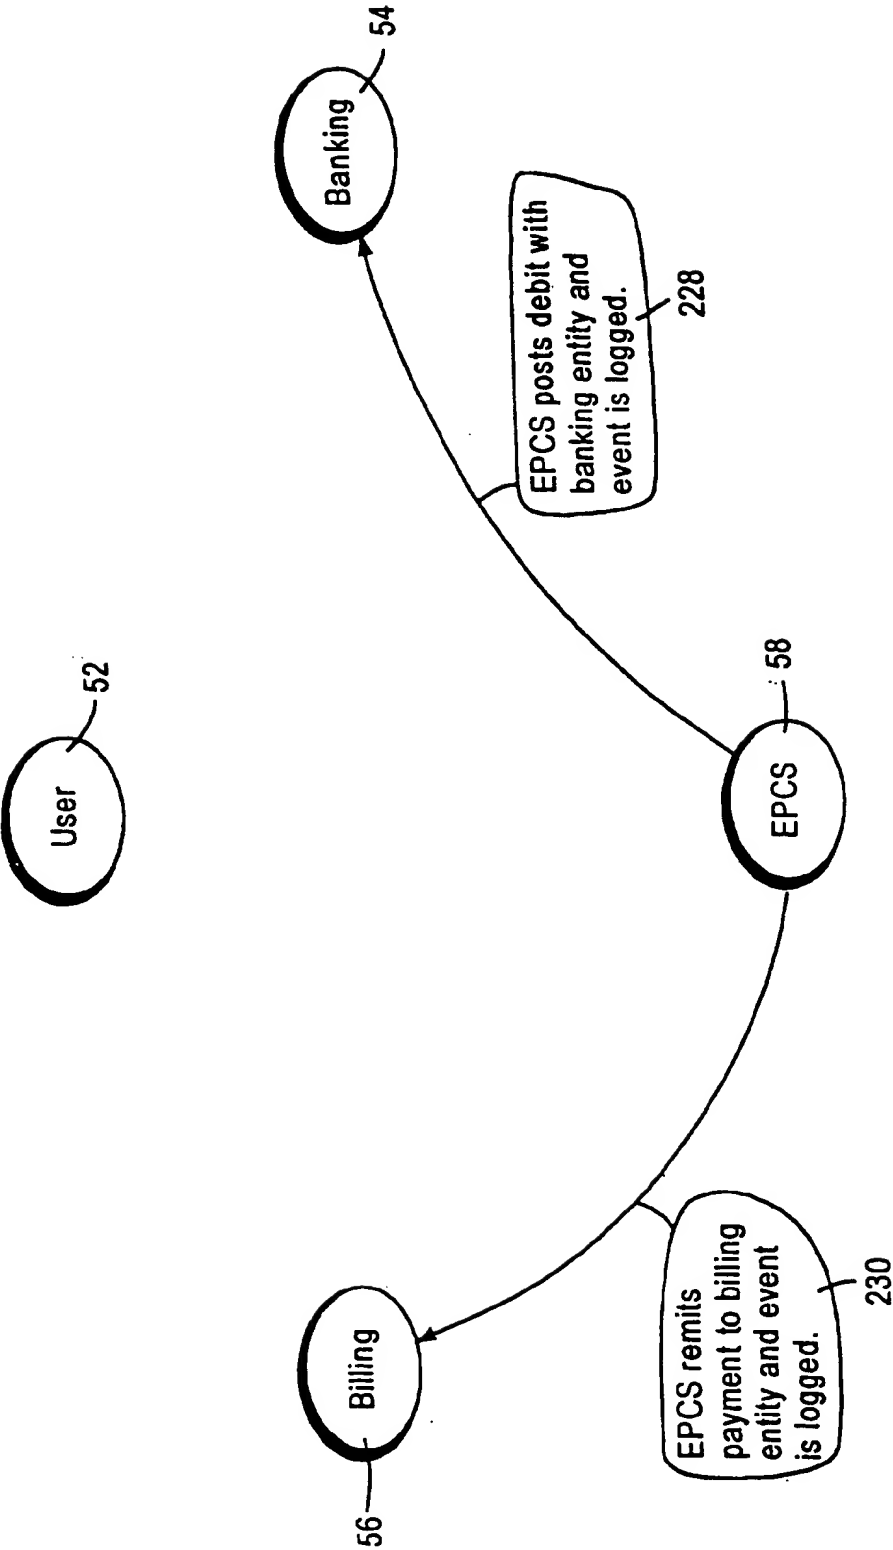 User
52
Billing
56
Banking
54
EPCS posts debit with
banking entity and
event is logged.
228
EPCS
58
EPCS remits
payment to billing
entity and event
is logged.
230